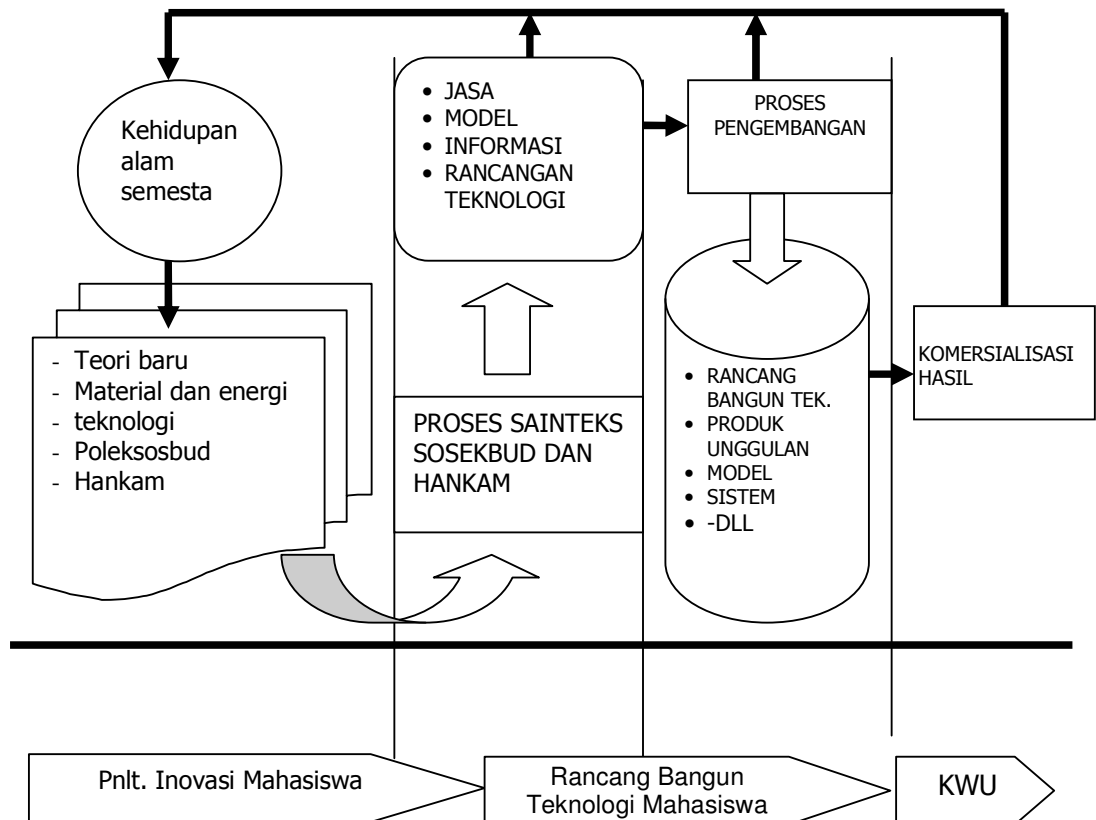 Kehidupan
alam
semesta
- Teori baru
- Material dan energi
- teknologi
- Poleksosbud
- Hankam
• JASA
• MODEL
• INFORMASI
• RANCANGAN
TEKNOLOGI
PROSES SAINTEKS
SOSEKBUD DAN
HANKAM
PROSES
PENGEMBANGAN
• RANCANG
BANGUN TEK.
• PRODUK
UNGGULAN
• MODEL
• SISTEM
• -DLL
KOMERSIALISASI
HASIL
Pnlt. Inovasi Mahasiswa
Rancang Bangun
Teknologi Mahasiswa
KWU